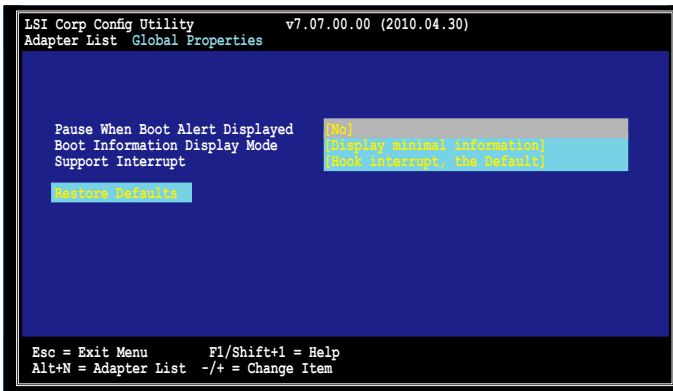 LSI Corp Config Utility v7.07.00.00 (2010.04.30)
Adapter List Global Properties
Pause When Boot Alert Displayed [No]
Boot Information Display Mode [Display minimal information]
Support Interrupt [Hook interrupt, the Default]
Restore Defaults
Esc = Exit Menu F1/Shift+1 = Help
Alt+N = Adapter List -/+ = Change Item